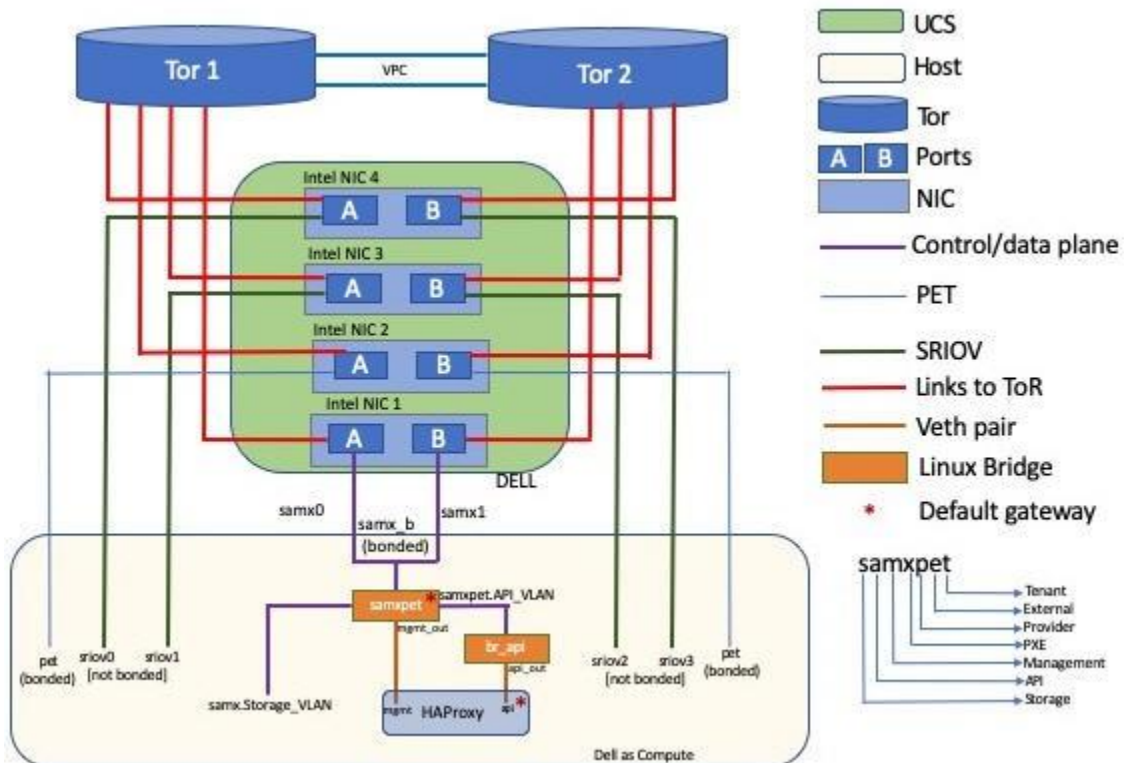 Tor 1
VPC
Tor 2
Intel NIC 4
A B
Intel NIC 3
A B
Intel NIC 2
A B
Intel NIC 1
A B
DELL
samx0
samx_b
(bonded)
samx1
samxpet*
samxpet.API_VLAN
mgmt_out
br_api
api_out
pet
(bonded)
sriov0
sriov1
[not bonded]
samx.Storage_VLAN
mgmt
HAProxy
api*
sriov2
sriov3
[not bonded]
pet
(bonded)
Dell as Compute
UCS
Host
Tor
A B Ports
NIC
Control/data plane
PET
SRIOV
Links to ToR
Veth pair
Linux Bridge
* Default gateway
samxpet
Tenant
External
Provider
PXE
Management
API
Storage